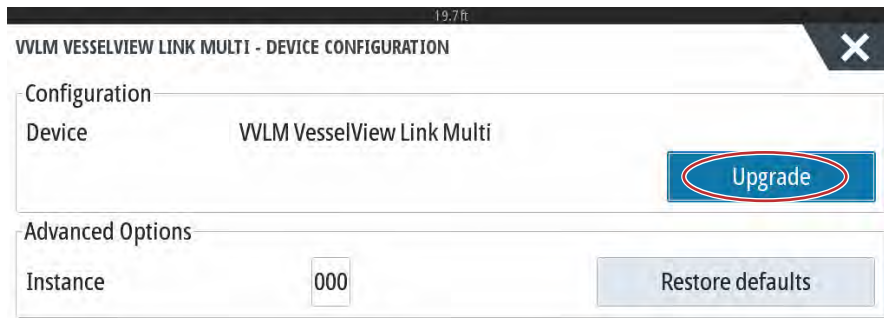 19.7 ft
VVLM VESSELVIEW LINK MULTI - DEVICE CONFIGURATION
Configuration
Device VVLM VesselView Link Multi
Upgrade
Advanced Options
Instance 000 Restore defaults